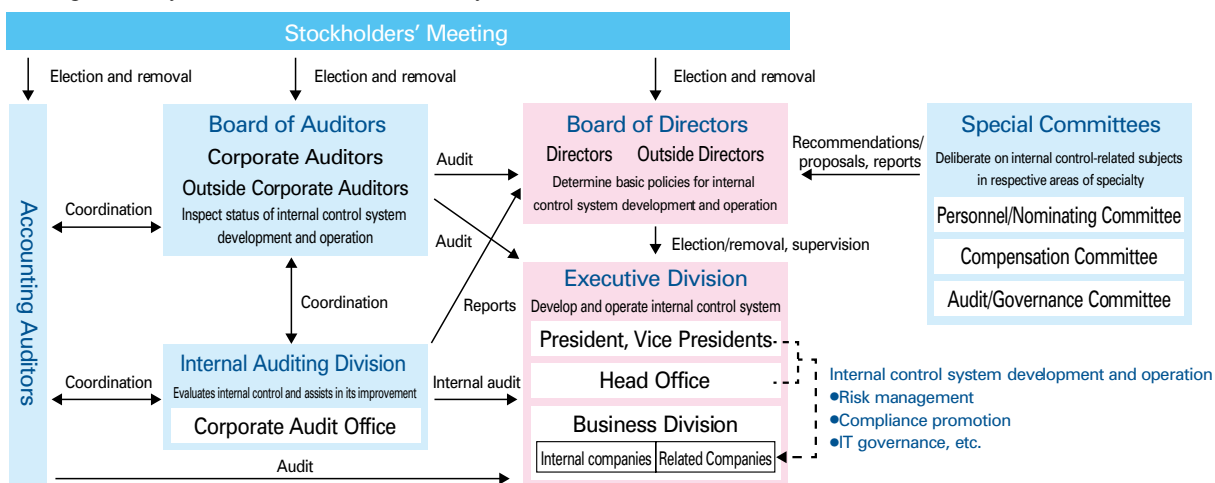 Stockholders' Meeting
Election and removal
Election and removal
Election and removal
Accounting Auditors
Board of Auditors
Corporate Auditors
Outside Corporate Auditors
Inspect status of internal control system
development and operation
Coordination
Audit
Audit
Board of Directors
Directors Outside Directors
Determine basic policies for internal
control system development and operation
Recommendations/
proposals, reports
Special Committees
Deliberate on internal control-related subjects
in respective areas of specialty
Personnel/Nominating Committee
Compensation Committee
Audit/Governance Committee
Election/removal, supervision
Coordination
Reports
Executive Division
Develop and operate internal control system
President, Vice Presidents
Head Office
Business Division
Internal companies Related Companies
Internal Auditing Division
Evaluates internal control and assists in its improvement
Corporate Audit Office
Coordination
Internal audit
Audit
Internal control system development and operation
●Risk management
●Compliance promotion
●IT governance, etc.